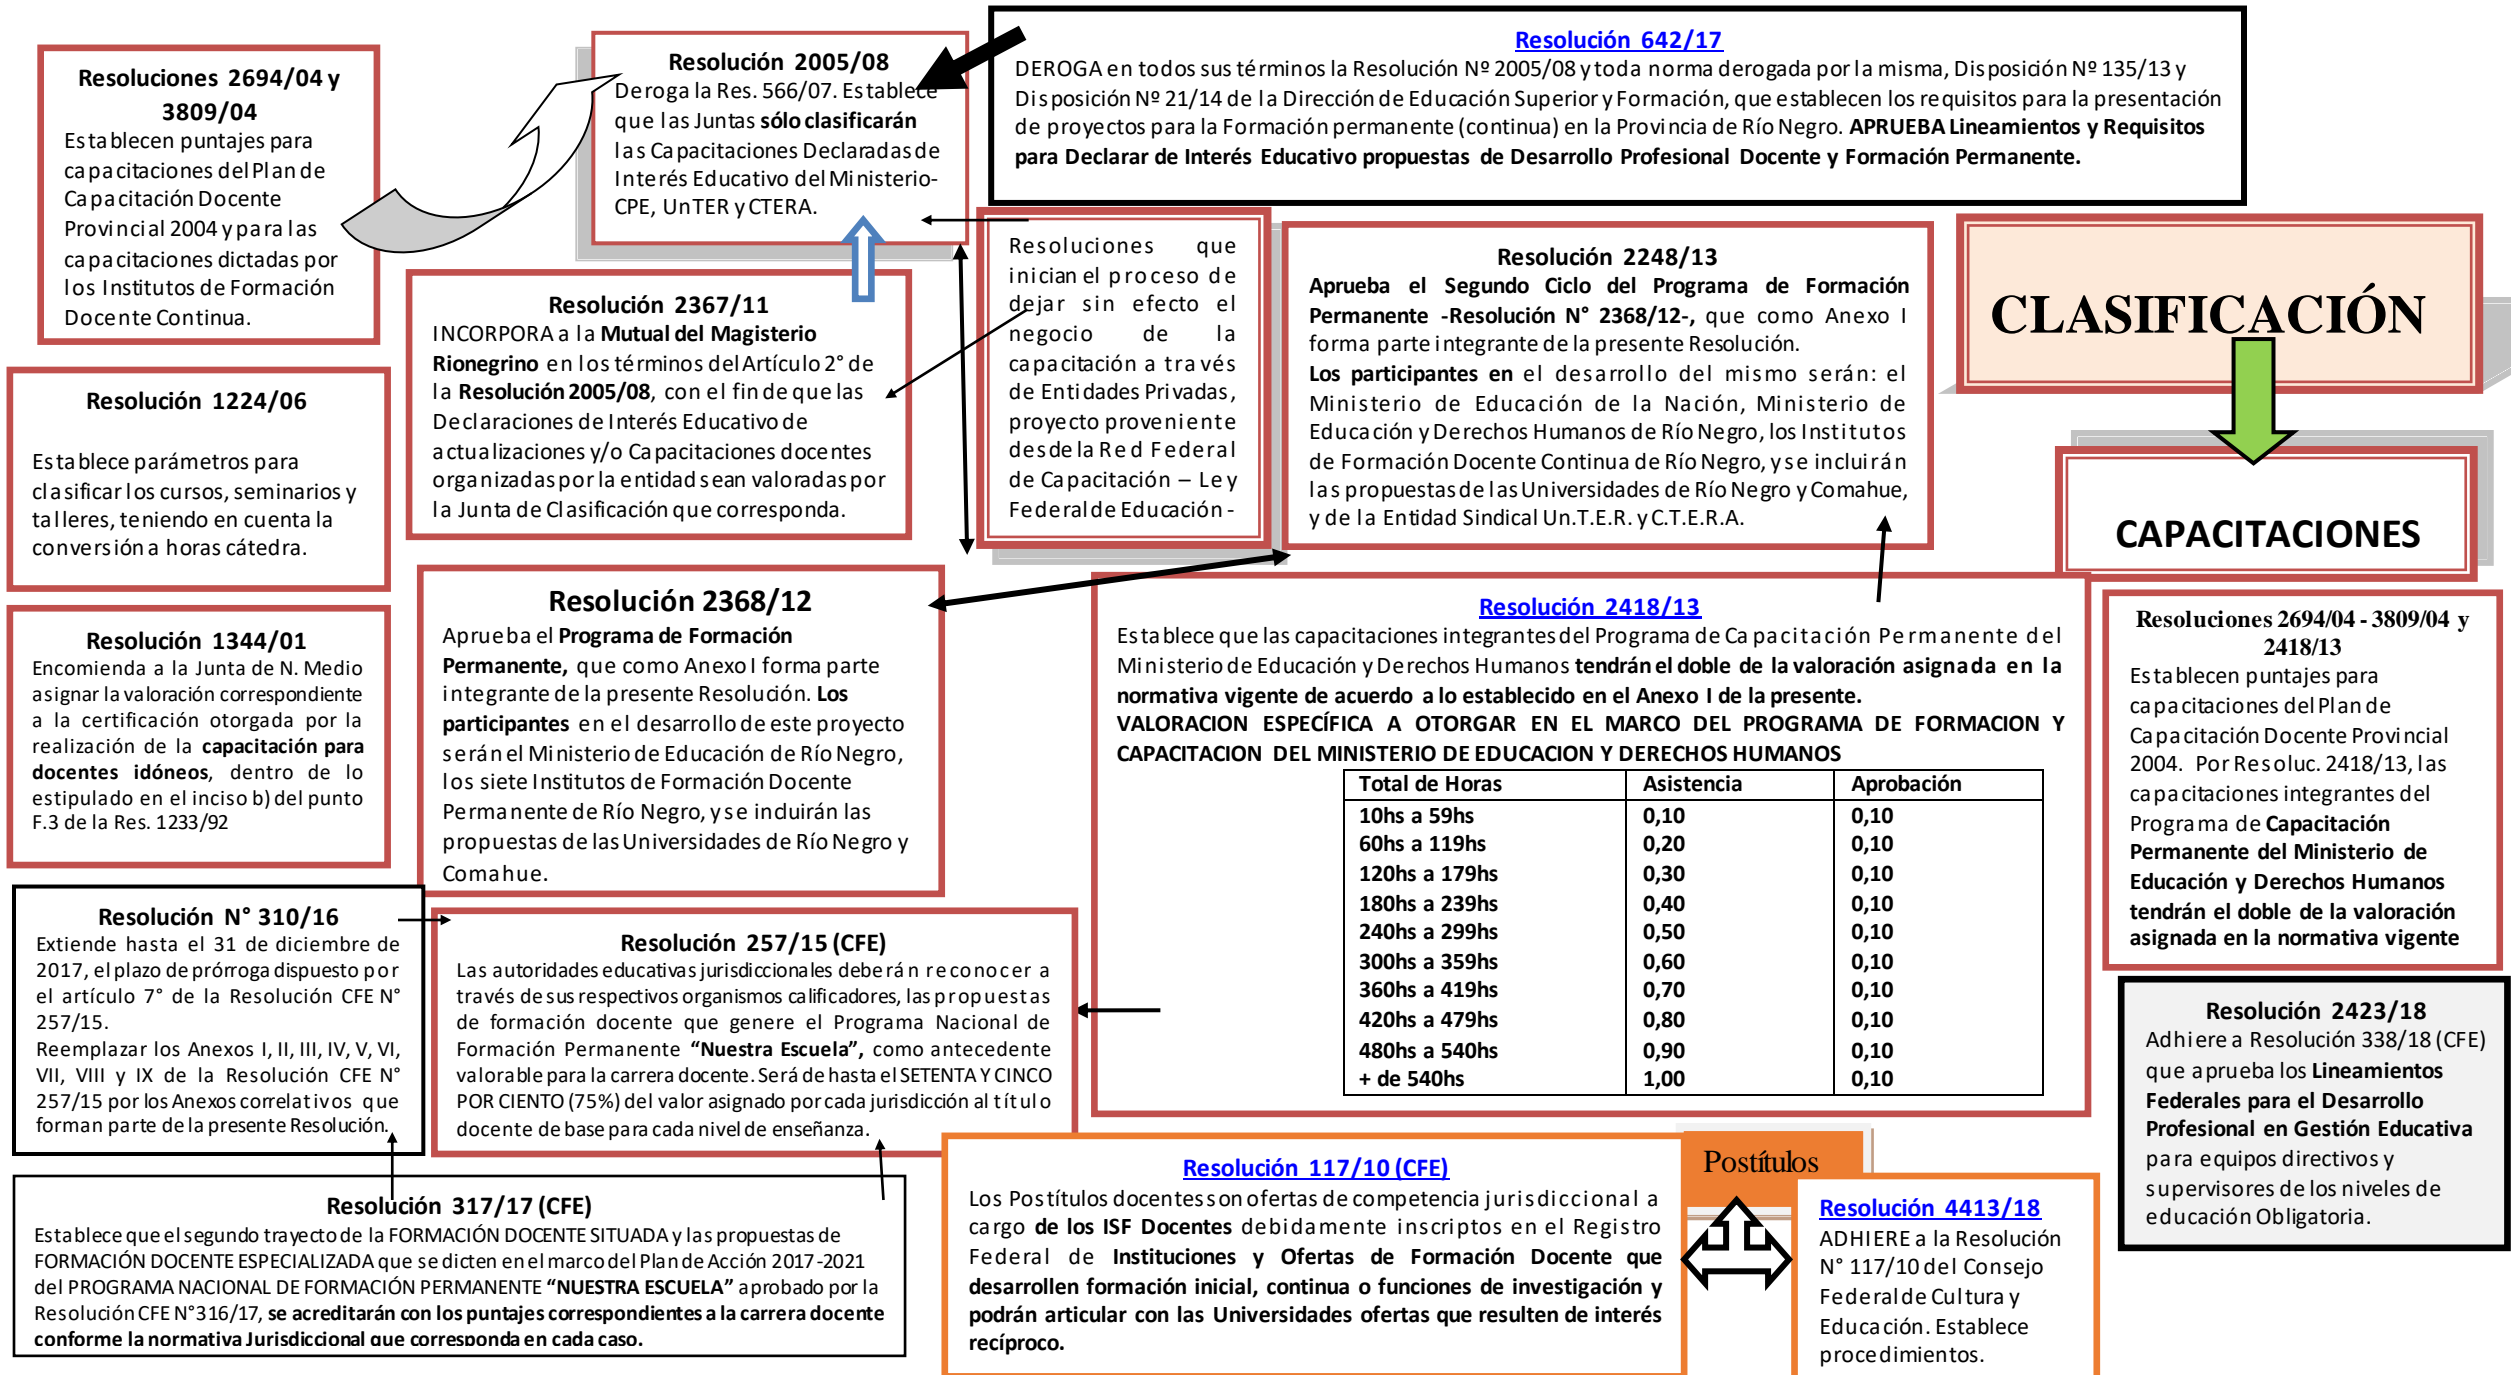 Resoluciones 2694/04 y
3809/04
Establecen puntajes para
capacitaciones del Plan de
Capacitación Docente
Provincial 2004 y para las
capacitaciones dictadas por
los Institutos de Formación
Docente Continua.
Resolución 2005/08
Deroga la Res. 566/07. Establece
que las Juntas sólo clasificarán
las Capacitaciones Declaradas de
Interés Educativo del Ministerio-
CPE, UnTER y CTERA.
Resolución 642/17
DEROGA en todos sus términos la Resolución Nº 2005/08 y toda norma derogada por la misma, Disposición Nº 135/13 y
Disposición Nº 21/14 de la Dirección de Educación Superior y Formación, que establecen los requisitos para la presentación
de proyectos para la Formación permanente (continua) en la Provincia de Río Negro. APRUEBA Lineamientos y Requisitos
para Declarar de Interés Educativo propuestas de Desarrollo Profesional Docente y Formación Permanente.
Resolución 2367/11
INCORPORA a la Mutual del Magisterio
Rionegrino en los términos del Artículo 2° de
la Resolución 2005/08, con el fin de que las
Declaraciones de Interés Educativo de
actualizaciones y/o Capacitaciones docentes
organizadas por la entidad sean valoradas por
la Junta de Clasificación que corresponda.
Resoluciones que
inician el proceso de
dejar sin efecto el
negocio de la
capacitación a través
de Entidades Privadas,
proyecto proveniente
desde la Red Federal
de Capacitación – Ley
Federal de Educación -
Resolución 2248/13
Aprueba el Segundo Ciclo del Programa de Formación
Permanente -Resolución N° 2368/12-, que como Anexo I
forma parte integrante de la presente Resolución.
Los participantes en el desarrollo del mismo serán: el
Ministerio de Educación de la Nación, Ministerio de
Educación y Derechos Humanos de Río Negro, los Institutos
de Formación Docente Continua de Río Negro, y se incluirán
las propuestas de las Universidades de Río Negro y Comahue,
y de la Entidad Sindical Un.T.E.R. y C.T.E.R.A.
CLASIFICACIÓN
CAPACITACIONES
Resolución 1224/06
Establece parámetros para
clasificar los cursos, seminarios y
talleres, teniendo en cuenta la
conversión a horas cátedra.
Resolución 1344/01
Encomienda a la Junta de N. Medio
asignar la valoración correspondiente
a la certificación otorgada por la
realización de la capacitación para
docentes idóneos, dentro de lo
estipulado en el inciso b) del punto
F.3 de la Res. 1233/92
Resolución 2368/12
Aprueba el Programa de Formación
Permanente, que como Anexo I forma parte
integrante de la presente Resolución. Los
participantes en el desarrollo de este proyecto
serán el Ministerio de Educación de Río Negro,
los siete Institutos de Formación Docente
Permanente de Río Negro, y se incluirán las
propuestas de las Universidades de Río Negro y
Comahue.
Resolución 2418/13
Establece que las capacitaciones integrantes del Programa de Capacitación Permanente del
Ministerio de Educación y Derechos Humanos tendrán el doble de la valoración asignada en la
normativa vigente de acuerdo a lo establecido en el Anexo I de la presente.
VALORACION ESPECÍFICA A OTORGAR EN EL MARCO DEL PROGRAMA DE FORMACION Y
CAPACITACION DEL MINISTERIO DE EDUCACION Y DERECHOS HUMANOS
Total de Horas Asistencia Aprobación
10hs a 59hs 0,10 0,10
60hs a 119hs 0,20 0,10
120hs a 179hs 0,30 0,10
180hs a 239hs 0,40 0,10
240hs a 299hs 0,50 0,10
300hs a 359hs 0,60 0,10
360hs a 419hs 0,70 0,10
420hs a 479hs 0,80 0,10
480hs a 540hs 0,90 0,10
+ de 540hs 1,00 0,10
Resoluciones 2694/04 - 3809/04 y
2418/13
Establecen puntajes para
capacitaciones del Plan de
Capacitación Docente Provincial
2004. Por Resoluc. 2418/13, las
capacitaciones integrantes del
Programa de Capacitación
Permanente del Ministerio de
Educación y Derechos Humanos
tendrán el doble de la valoración
asignada en la normativa vigente
Resolución N° 310/16
Extiende hasta el 31 de diciembre de
2017, el plazo de prórroga dispuesto por
el artículo 7° de la Resolución CFE N°
257/15.
Reemplazar los Anexos I, II, III, IV, V, VI,
VII, VIII y IX de la Resolución CFE N°
257/15 por los Anexos correlativos que
forman parte de la presente Resolución.
Resolución 257/15 (CFE)
Las autoridades educativas jurisdiccionales deberán reconocer a
través de sus respectivos organismos calificadores, las propuestas
de formación docente que genere el Programa Nacional de
Formación Permanente “Nuestra Escuela”, como antecedente
valorable para la carrera docente. Será de hasta el SETENTA Y CINCO
POR CIENTO (75%) del valor asignado por cada jurisdicción al título
docente de base para cada nivel de enseñanza.
Resolución 2423/18
Adhiere a Resolución 338/18 (CFE)
que aprueba los Lineamientos
Federales para el Desarrollo
Profesional en Gestión Educativa
para equipos directivos y
supervisores de los niveles de
educación Obligatoria.
Resolución 317/17 (CFE)
Establece que el segundo trayecto de la FORMACIÓN DOCENTE SITUADA y las propuestas de
FORMACIÓN DOCENTE ESPECIALIZADA que se dicten en el marco del Plan de Acción 2017-2021
del PROGRAMA NACIONAL DE FORMACIÓN PERMANENTE “NUESTRA ESCUELA” aprobado por la
Resolución CFE N°316/17, se acreditarán con los puntajes correspondientes a la carrera docente
conforme la normativa Jurisdiccional que corresponda en cada caso.
Resolución 117/10 (CFE)
Los Postítulos docentes son ofertas de competencia jurisdiccional a
cargo de los ISF Docentes debidamente inscriptos en el Registro
Federal de Instituciones y Ofertas de Formación Docente que
desarrollen formación inicial, continua o funciones de investigación y
podrán articular con las Universidades ofertas que resulten de interés
recíproco.
Postítulos
Resolución 4413/18
ADHIERE a la Resolución
N° 117/10 del Consejo
Federal de Cultura y
Educación. Establece
procedimientos.